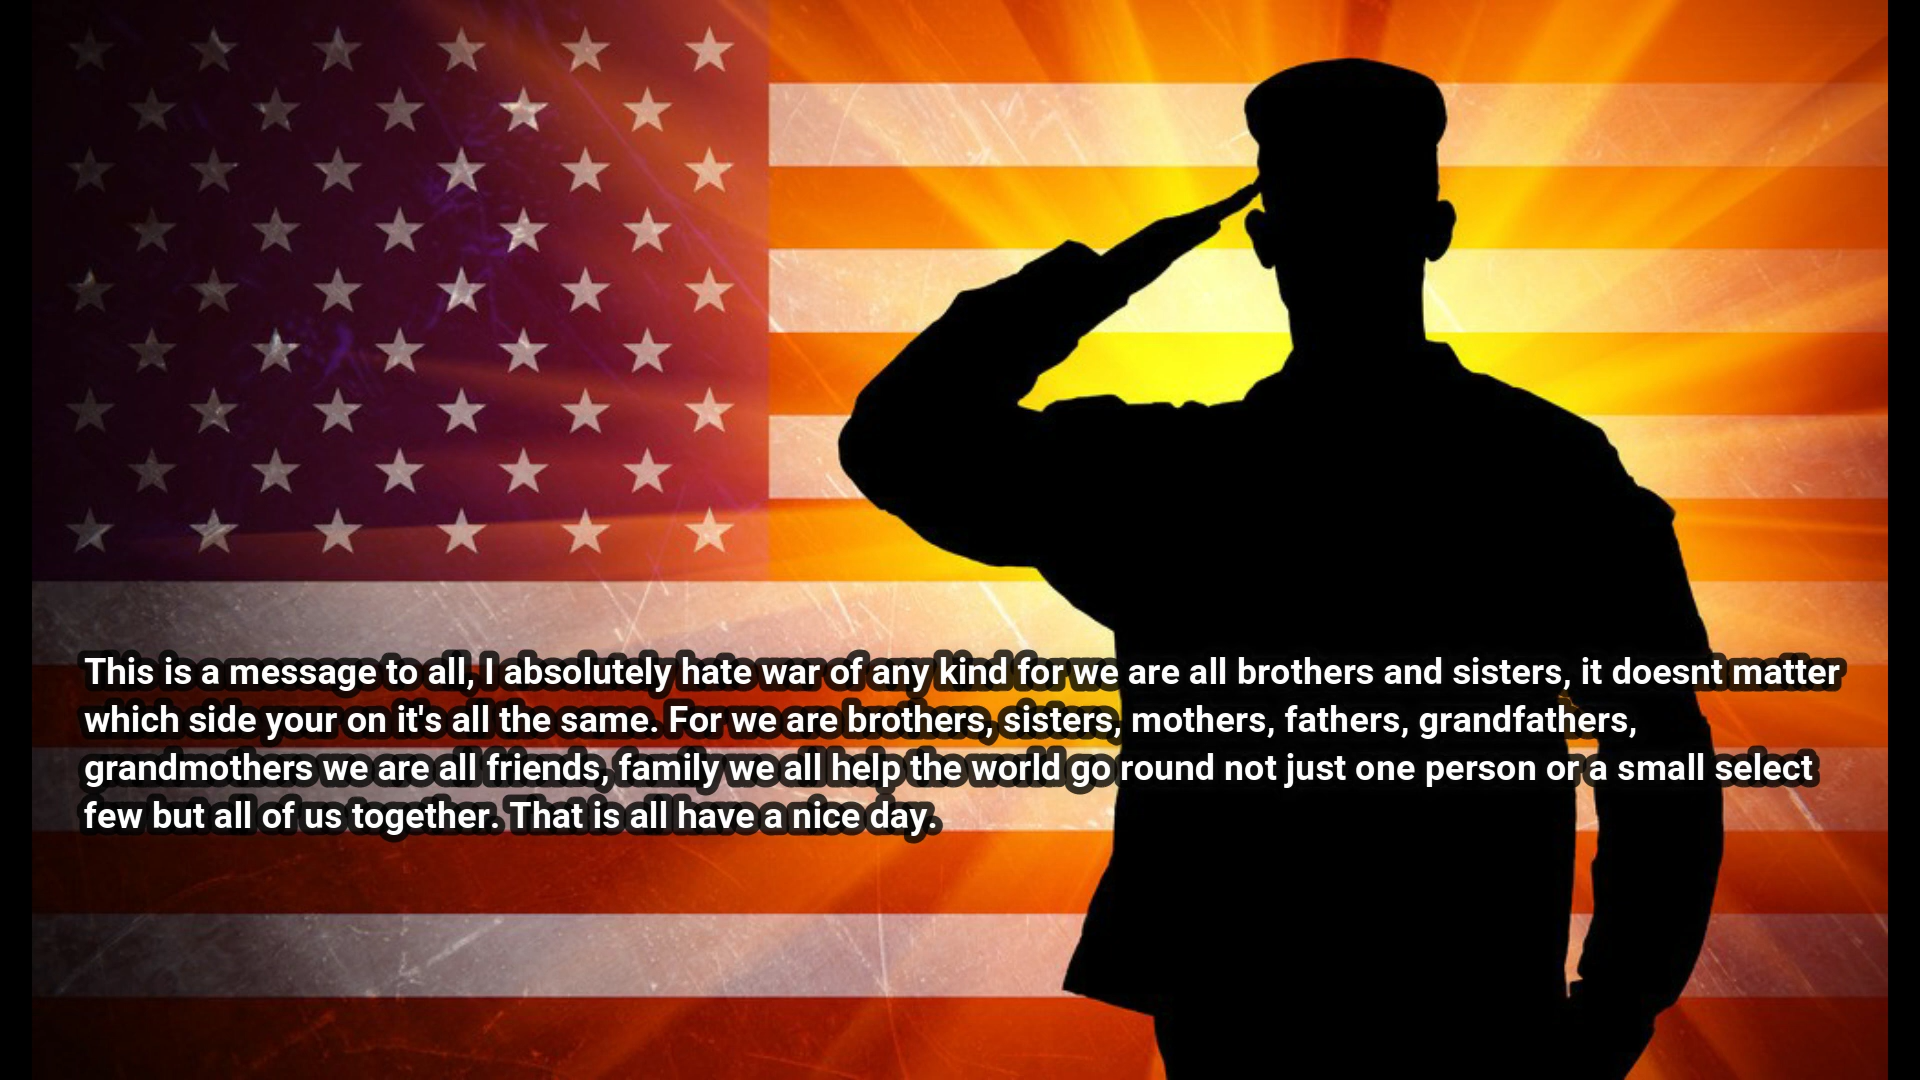 This is a message to all, I absolutely hate war of any kind for we are all brothers and sisters, it doesnt matter
which side your on it's all the same. For we are brothers, sisters, mothers, fathers, grandfathers,
grandmothers we are all friends, family we all help the world go round not just one person or a small select
few but all of us together. That is all have a nice day.